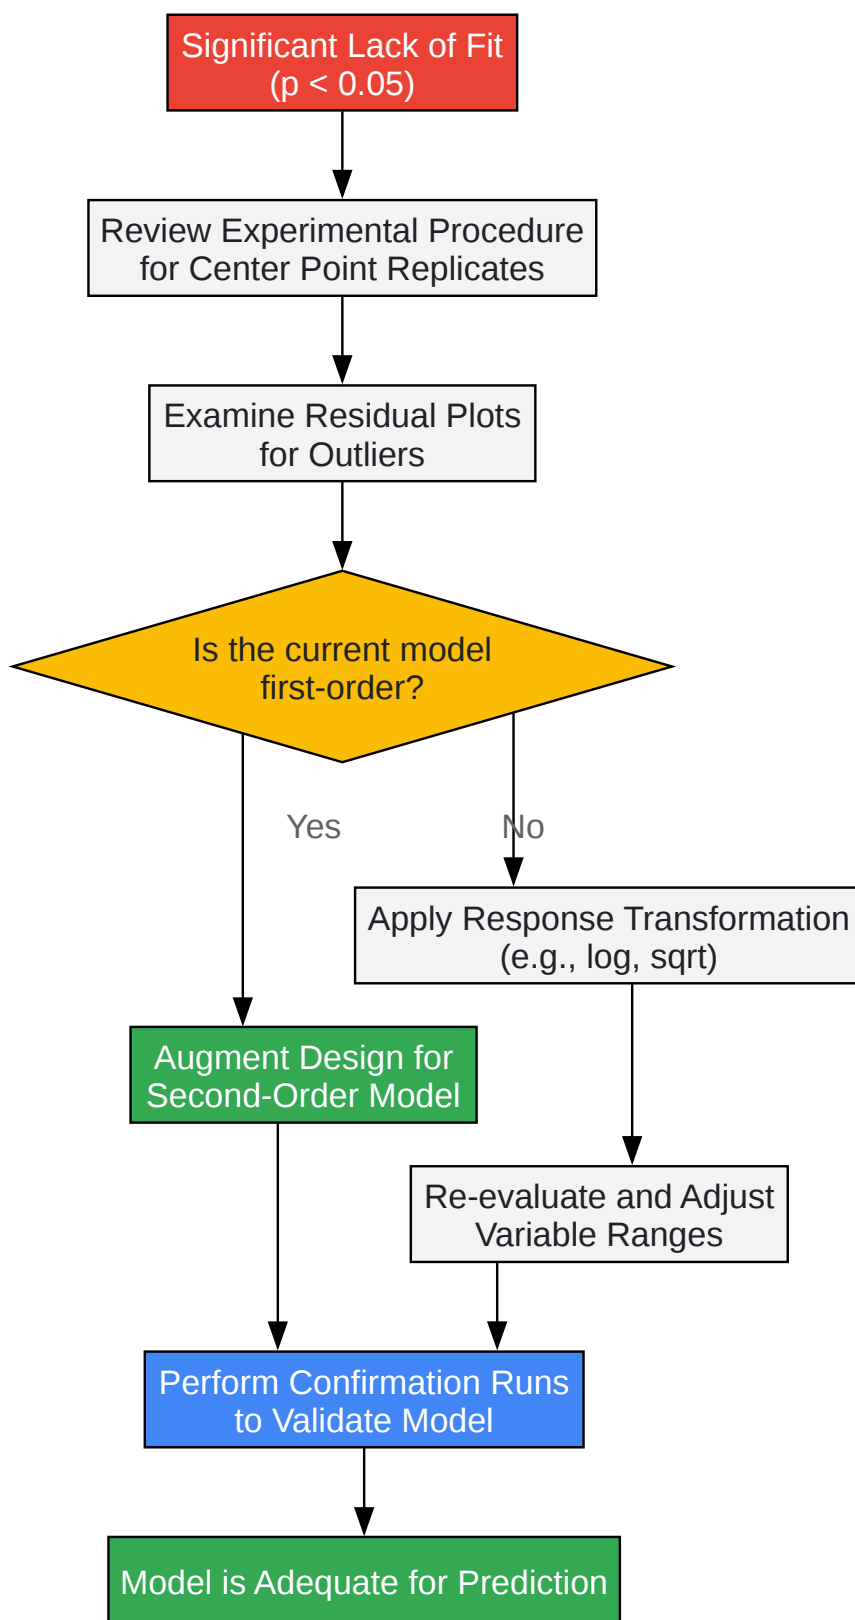 Significant Lack of Fit
(p < 0.05)
Review Experimental Procedure
for Center Point Replicates
Examine Residual Plots
for Outliers
Is the current model
first-order?
Yes
No
Apply Response Transformation
(e.g., log, sqrt)
Augment Design for
Second-Order Model
Re-evaluate and Adjust
Variable Ranges
Perform Confirmation Runs
to Validate Model
Model is Adequate for Prediction